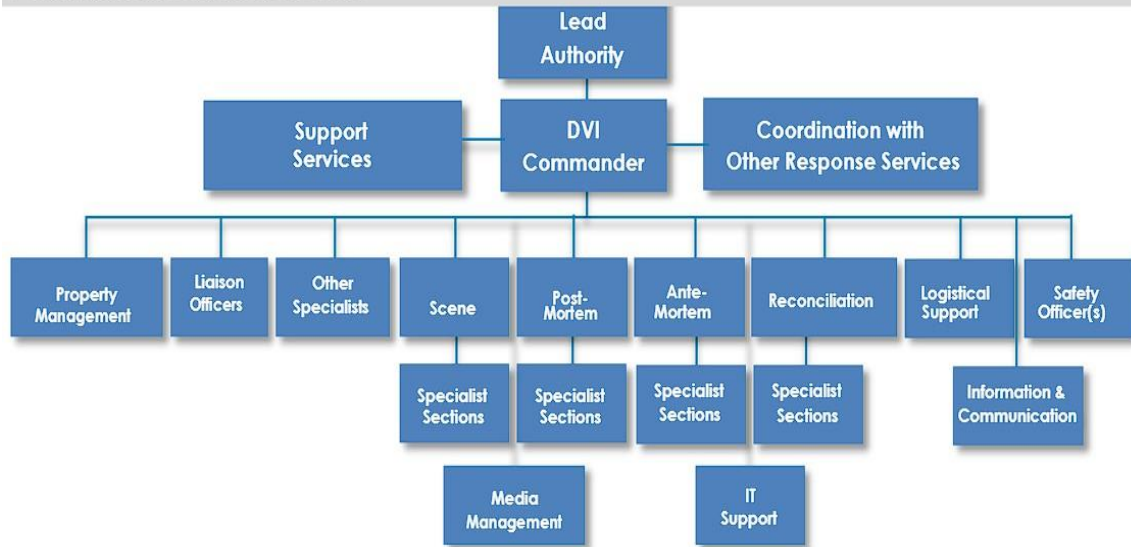 Lead
Authority
Support
Services
DVI
Commander
Coordination with
Other Response Services
Property
Management
Liaison
Officers
Other
Specialists
Scene
Post-
Mortem
Ante-
Mortem
Reconciliation
Logistical
Support
Safety
Officer(s)
Specialist
Sections
Specialist
Sections
Specialist
Sections
Specialist
Sections
Information &
Communication
Media
Management
IT
Support